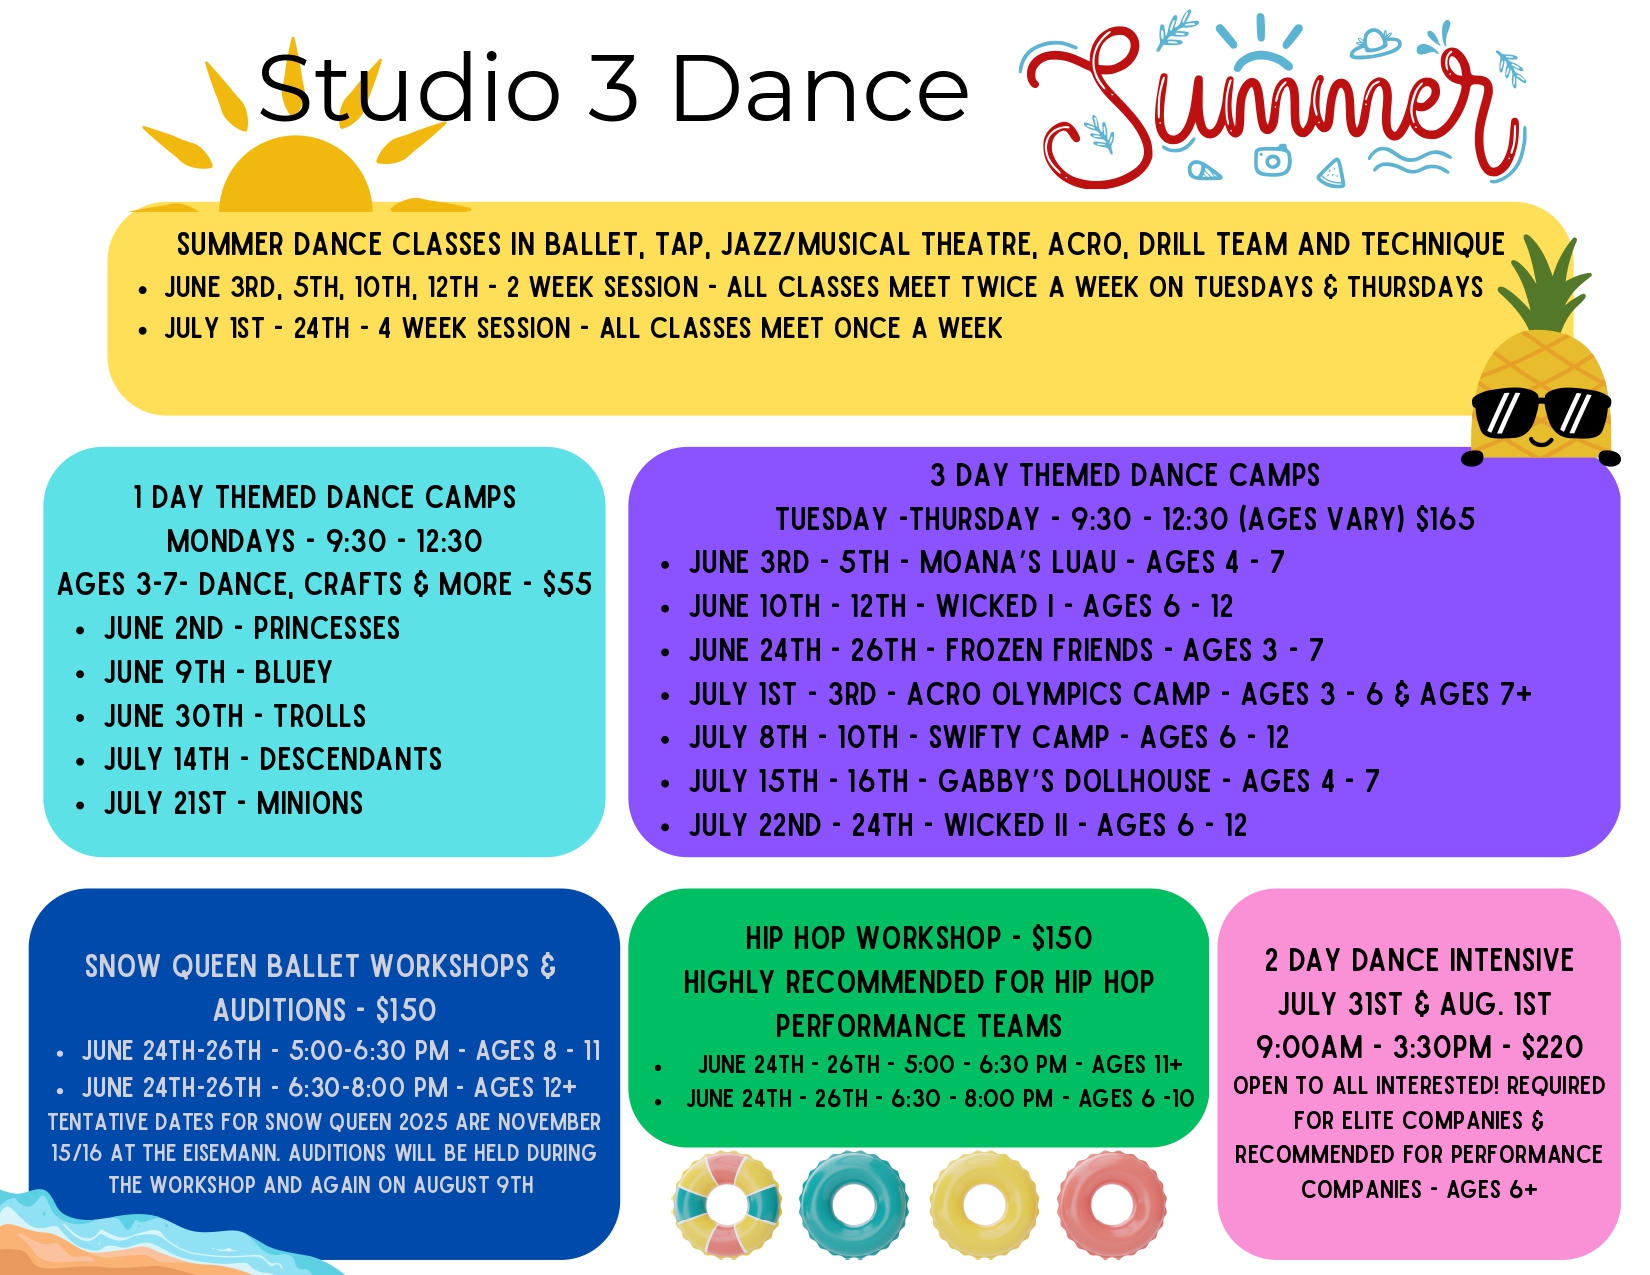 Studio 3 Dance
Summer
SUMMER DANCE CLASSES IN BALLET, TAP, JAZZ/MUSICAL THEATRE, ACRO, DRILL TEAM AND TECHNIQUE
• JUNE 3RD, 5TH, 10TH, 12TH - 2 WEEK SESSION - ALL CLASSES MEET TWICE A WEEK ON TUESDAYS & THURSDAYS
• JULY 1ST - 24TH - 4 WEEK SESSION - ALL CLASSES MEET ONCE A WEEK
1 DAY THEMED DANCE CAMPS
MONDAYS - 9:30 - 12:30
AGES 3-7- DANCE, CRAFTS & MORE - $55
• JUNE 2ND - PRINCESSES
• JUNE 9TH - BLUEY
• JUNE 30TH - TROLLS
• JULY 14TH - DESCENDANTS
• JULY 21ST - MINIONS
3 DAY THEMED DANCE CAMPS
TUESDAY -THURSDAY - 9:30 - 12:30 (AGES VARY) $165
• JUNE 3RD - 5TH - MOANA'S LUAU - AGES 4 - 7
• JUNE 10TH - 12TH - WICKED I - AGES 6 - 12
• JUNE 24TH - 26TH - FROZEN FRIENDS - AGES 3 - 7
• JULY 1ST - 3RD - ACRO OLYMPICS CAMP - AGES 3 - 6 & AGES 7+
• JULY 8TH - 10TH - SWIFTY CAMP - AGES 6 - 12
• JULY 15TH - 16TH - GABBY'S DOLLHOUSE - AGES 4 - 7
• JULY 22ND - 24TH - WICKED II - AGES 6 - 12
SNOW QUEEN BALLET WORKSHOPS &
AUDITIONS - $150
• JUNE 24TH-26TH - 5:00-6:30 PM - AGES 8 - 11
• JUNE 24TH-26TH - 6:30-8:00 PM - AGES 12+
TENTATIVE DATES FOR SNOW QUEEN 2025 ARE NOVEMBER
15/16 AT THE EISEMANN. AUDITIONS WILL BE HELD DURING
THE WORKSHOP AND AGAIN ON AUGUST 9TH
HIP HOP WORKSHOP - $150
HIGHLY RECOMMENDED FOR HIP HOP
PERFORMANCE TEAMS
• JUNE 24TH - 26TH - 5:00 - 6:30 PM - AGES 11+
• JUNE 24TH - 26TH - 6:30 - 8:00 PM - AGES 6 -10
2 DAY DANCE INTENSIVE
JULY 31ST & AUG. 1ST
9:00AM - 3:30PM - $220
OPEN TO ALL INTERESTED! REQUIRED
FOR ELITE COMPANIES &
RECOMMENDED FOR PERFORMANCE
COMPANIES - AGES 6+